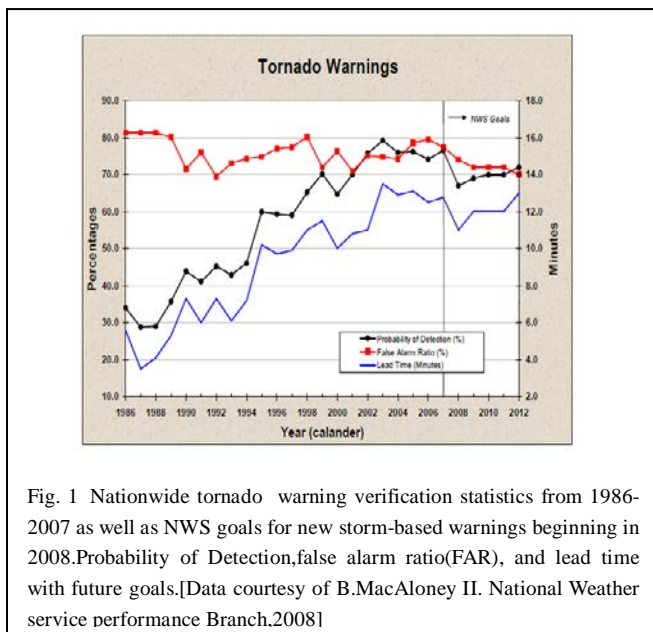 Tornado Warnings
90.0
80.0
70.0
60.0
50.0
40.0
30.0
20.0
10.0
Percentages
18.0
16.0
14.0
12.0
10.0
8.0
6.0
4.0
2.0
Minutes
NWS Goals
Probability of Detection (%)
False Alarm Ratio (%)
Lead Time (Minutes)
1986 1988 1990 1992 1994 1996 1998 2000 2002 2004 2006 2008 2010 2012
Year (calander)
Fig. 1 Nationwide tornado warning verification statistics from 1986-
2007 as well as NWS goals for new storm-based warnings beginning in
2008.Probability of Detection,false alarm ratio(FAR), and lead time
with future goals.[Data courtesy of B.MacAloney II. National Weather
service performance Branch,2008]